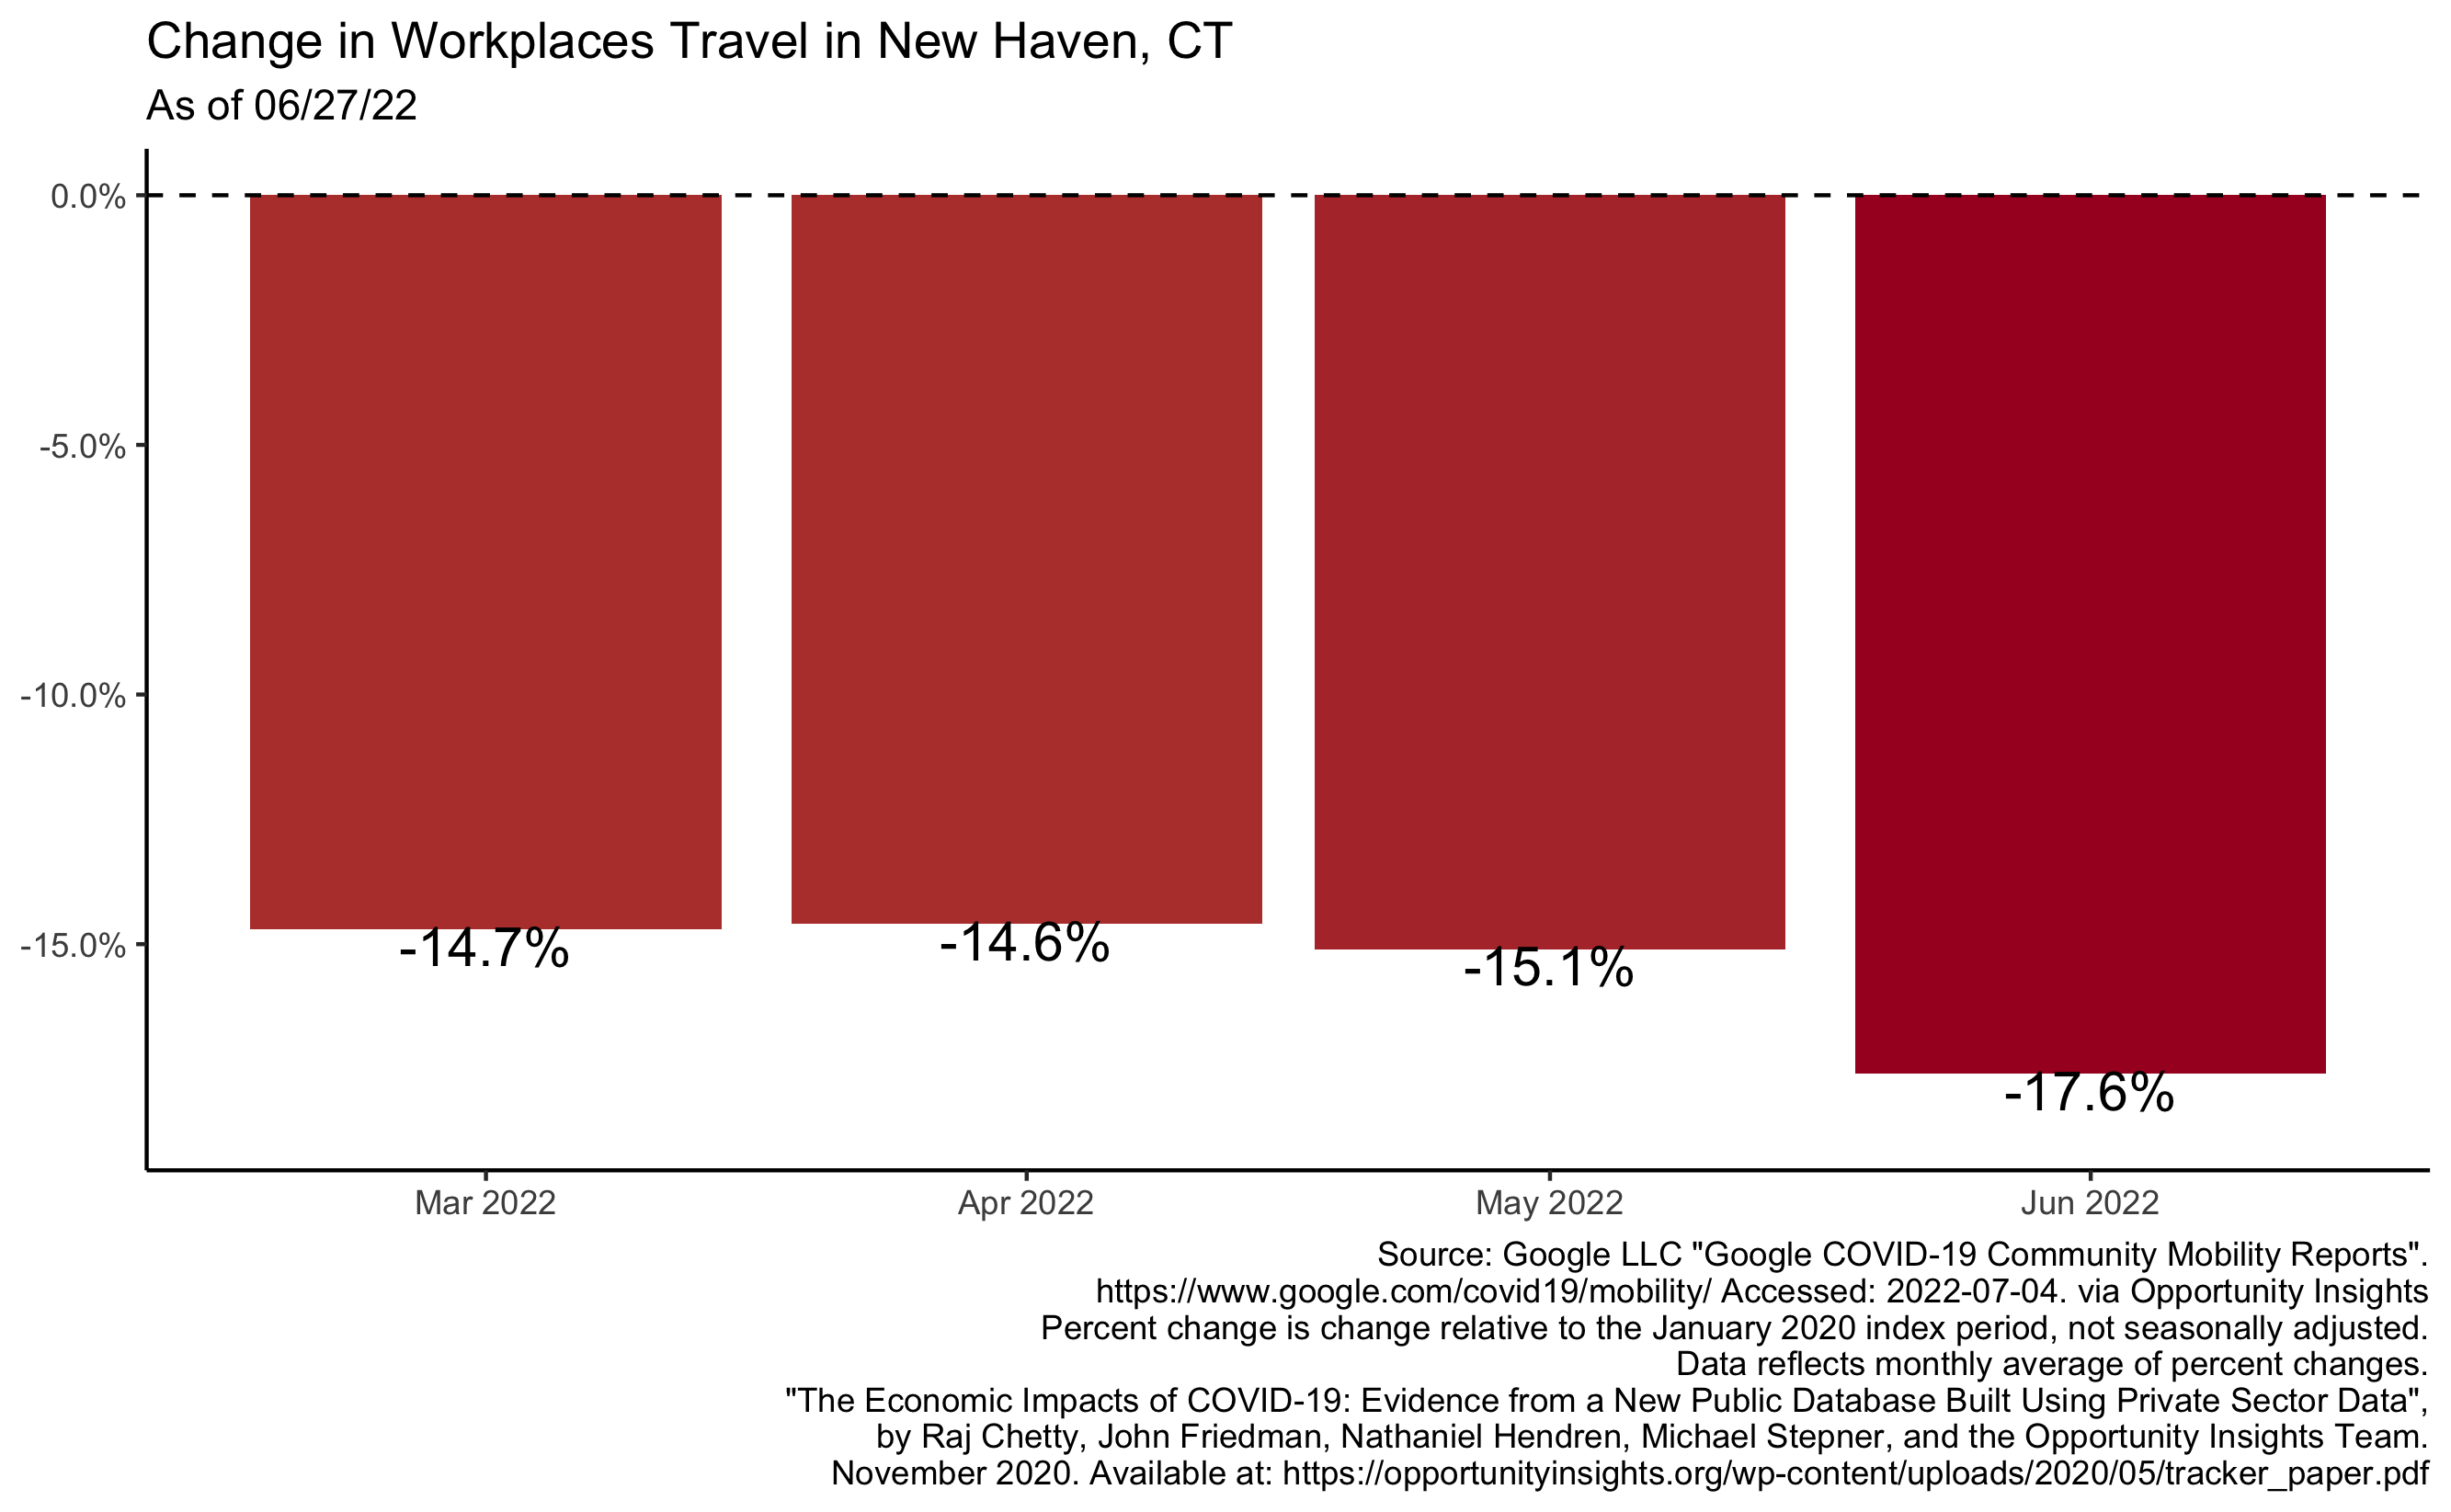 Change in Workplaces Travel in New Haven, CT
As of 06/27/22
0.0%
-5.0%
-10.0%
-15.0%
-14.7%
-14.6%
-15.1%
-17.6%
Mar 2022
Apr 2022
May 2022
Jun 2022
Source: Google LLC "Google COVID-19 Community Mobility Reports".
https://www.google.com/covid19/mobility/ Accessed: 2022-07-04. via Opportunity Insights
Percent change is change relative to the January 2020 index period, not seasonally adjusted.
Data reflects monthly average of percent changes.
"The Economic Impacts of COVID-19: Evidence from a New Public Database Built Using Private Sector Data",
by Raj Chetty, John Friedman, Nathaniel Hendren, Michael Stepner, and the Opportunity Insights Team.
November 2020. Available at: https://opportunityinsights.org/wp-content/uploads/2020/05/tracker_paper.pdf